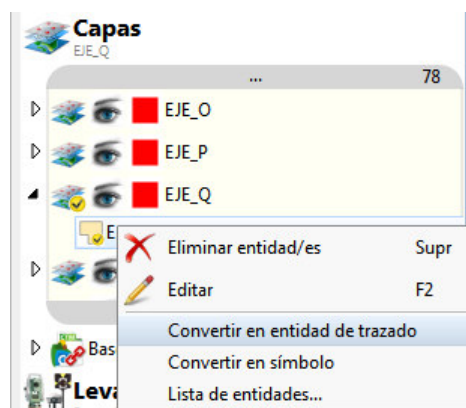 Capas
EJE_Q
... 78
EJE_O
EJE_P
EJE_Q
E
Eliminar entidad/es Supr
Editar F2
Convertir en entidad de trazado
Bas
Convertir en símbolo
Leva
Lista de entidades...